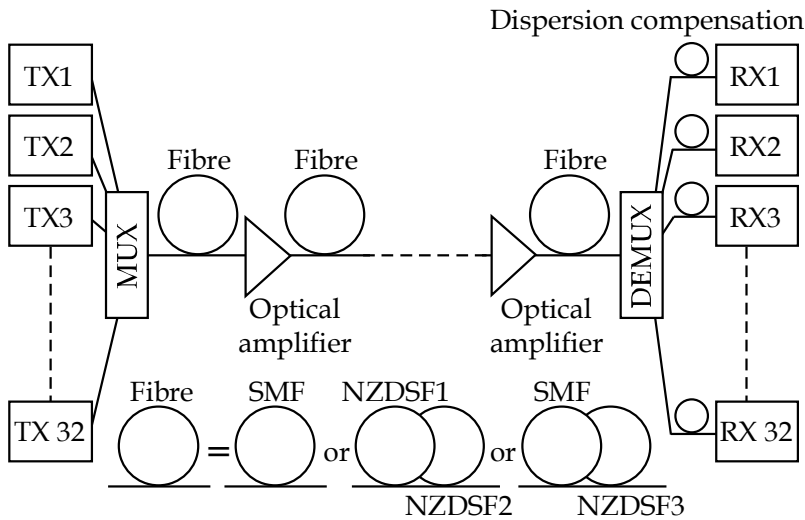 Dispersion compensation
TX1
RX1
TX2
RX2
Fibre
Fibre
Fibre
TX3
RX3
MUX
DEMUX
Optical
amplifier
Optical
amplifier
Fibre
SMF
NZDSF1
SMF
TX 32
=
or
or
RX 32
NZDSF2
NZDSF3